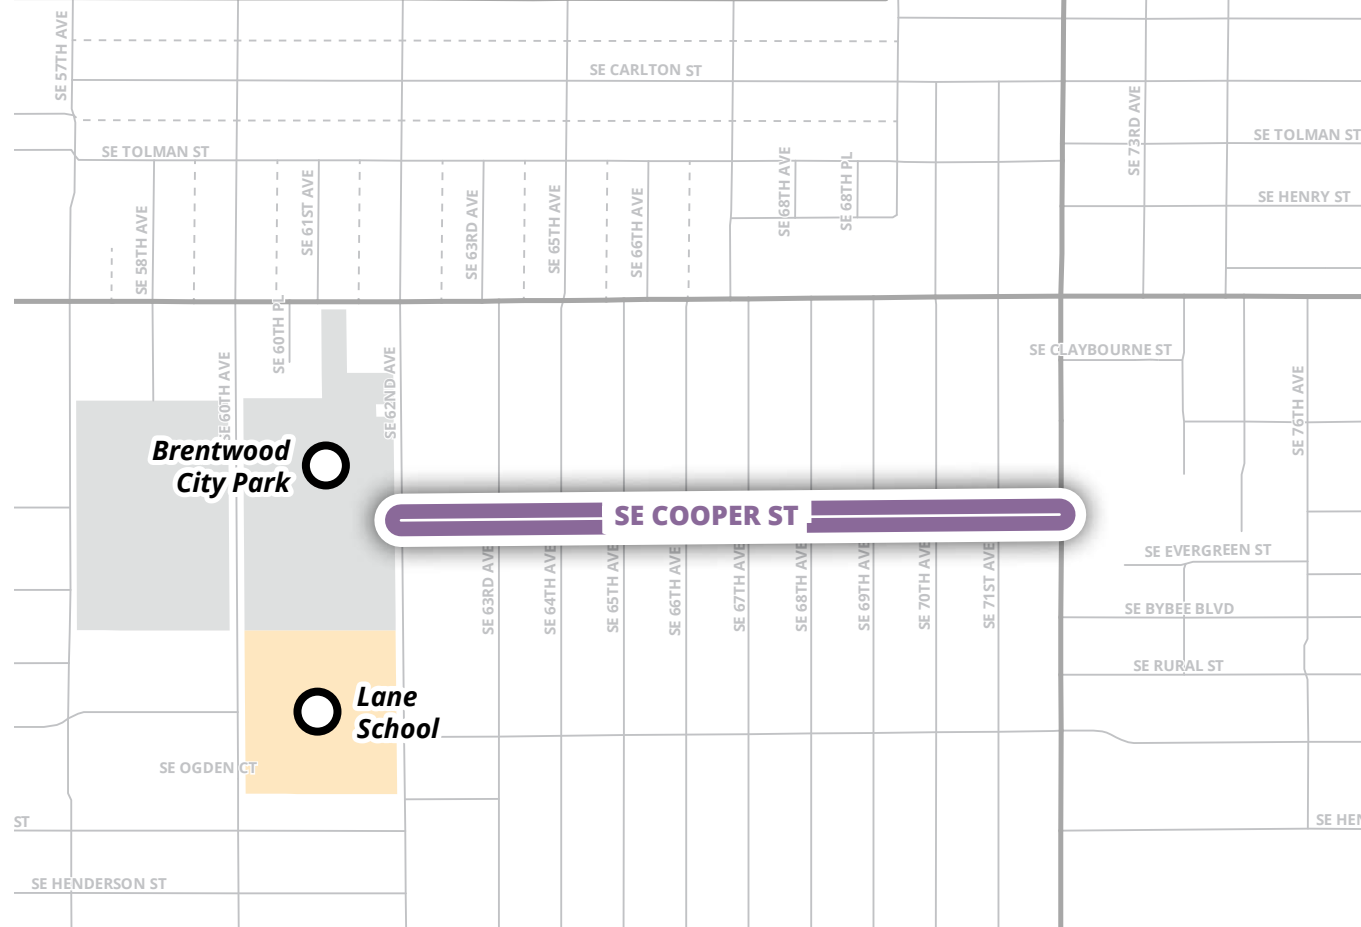 SE 57TH AVE
SE CARLTON ST
SE 73RD AVE
SE TOLMAN ST
SE TOLMAN ST
SE 58TH AVE
SE 61ST AVE
SE 63RD AVE
SE 65TH AVE
SE 66TH AVE
SE 68TH AVE
SE 68TH PL
SE HENRY ST
SE 60TH PL
SE 60TH AVE
SE 62ND AVE
SE CLAYBOURNE ST
SE 76TH AVE
Brentwood
City Park
SE COOPER ST
SE 63RD AVE
SE 64TH AVE
SE 65TH AVE
SE 66TH AVE
SE 67TH AVE
SE 68TH AVE
SE 69TH AVE
SE 70TH AVE
SE 71ST AVE
SE EVERGREEN ST
SE BYBEE BLVD
SE RURAL ST
Lane
School
SE OGDEN CT
ST
SE HEN
SE HENDERSON ST